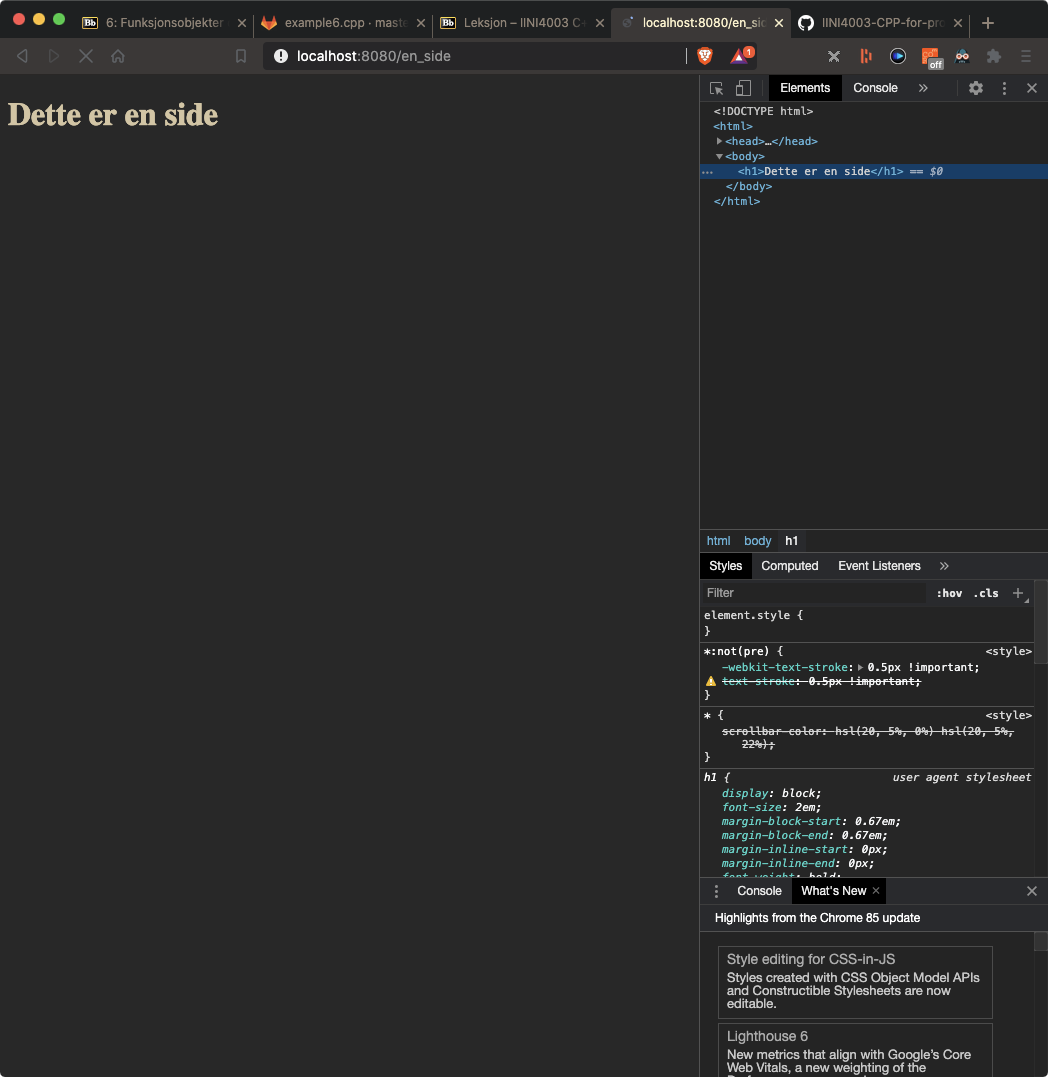 Bb 6: Funksjonsobjekter
example6.cpp · maste
Bb Leksjon – IINI4003 C+
localhost:8080/en_sid
IINI4003-CPP-for-pro
localhost:8080/en_side
1
off
Dette er en side
Elements Console »
<!DOCTYPE html>
<html>
<head>…</head>
<body>
… <h1>Dette er en side</h1> == $0
</body>
</html>
html body h1
Styles Computed Event Listeners »
Filter :hov .cls +
element.style {
}
*:not(pre) { <style>
-webkit-text-stroke: 0.5px !important;
text-stroke: 0.5px !important;
}
* { <style>
scrollbar-color: hsl(20, 5%, 0%) hsl(20, 5%,
22%);
}
h1 { user agent stylesheet
display: block;
font-size: 2em;
margin-block-start: 0.67em;
margin-block-end: 0.67em;
margin-inline-start: 0px;
margin-inline-end: 0px;
font-weight: bold;
Console What's New
Highlights from the Chrome 85 update
Style editing for CSS-in-JS
Styles created with CSS Object Model APIs
and Constructible Stylesheets are now
editable.
Lighthouse 6
New metrics that align with Google's Core
Web Vitals, a new weighting of the